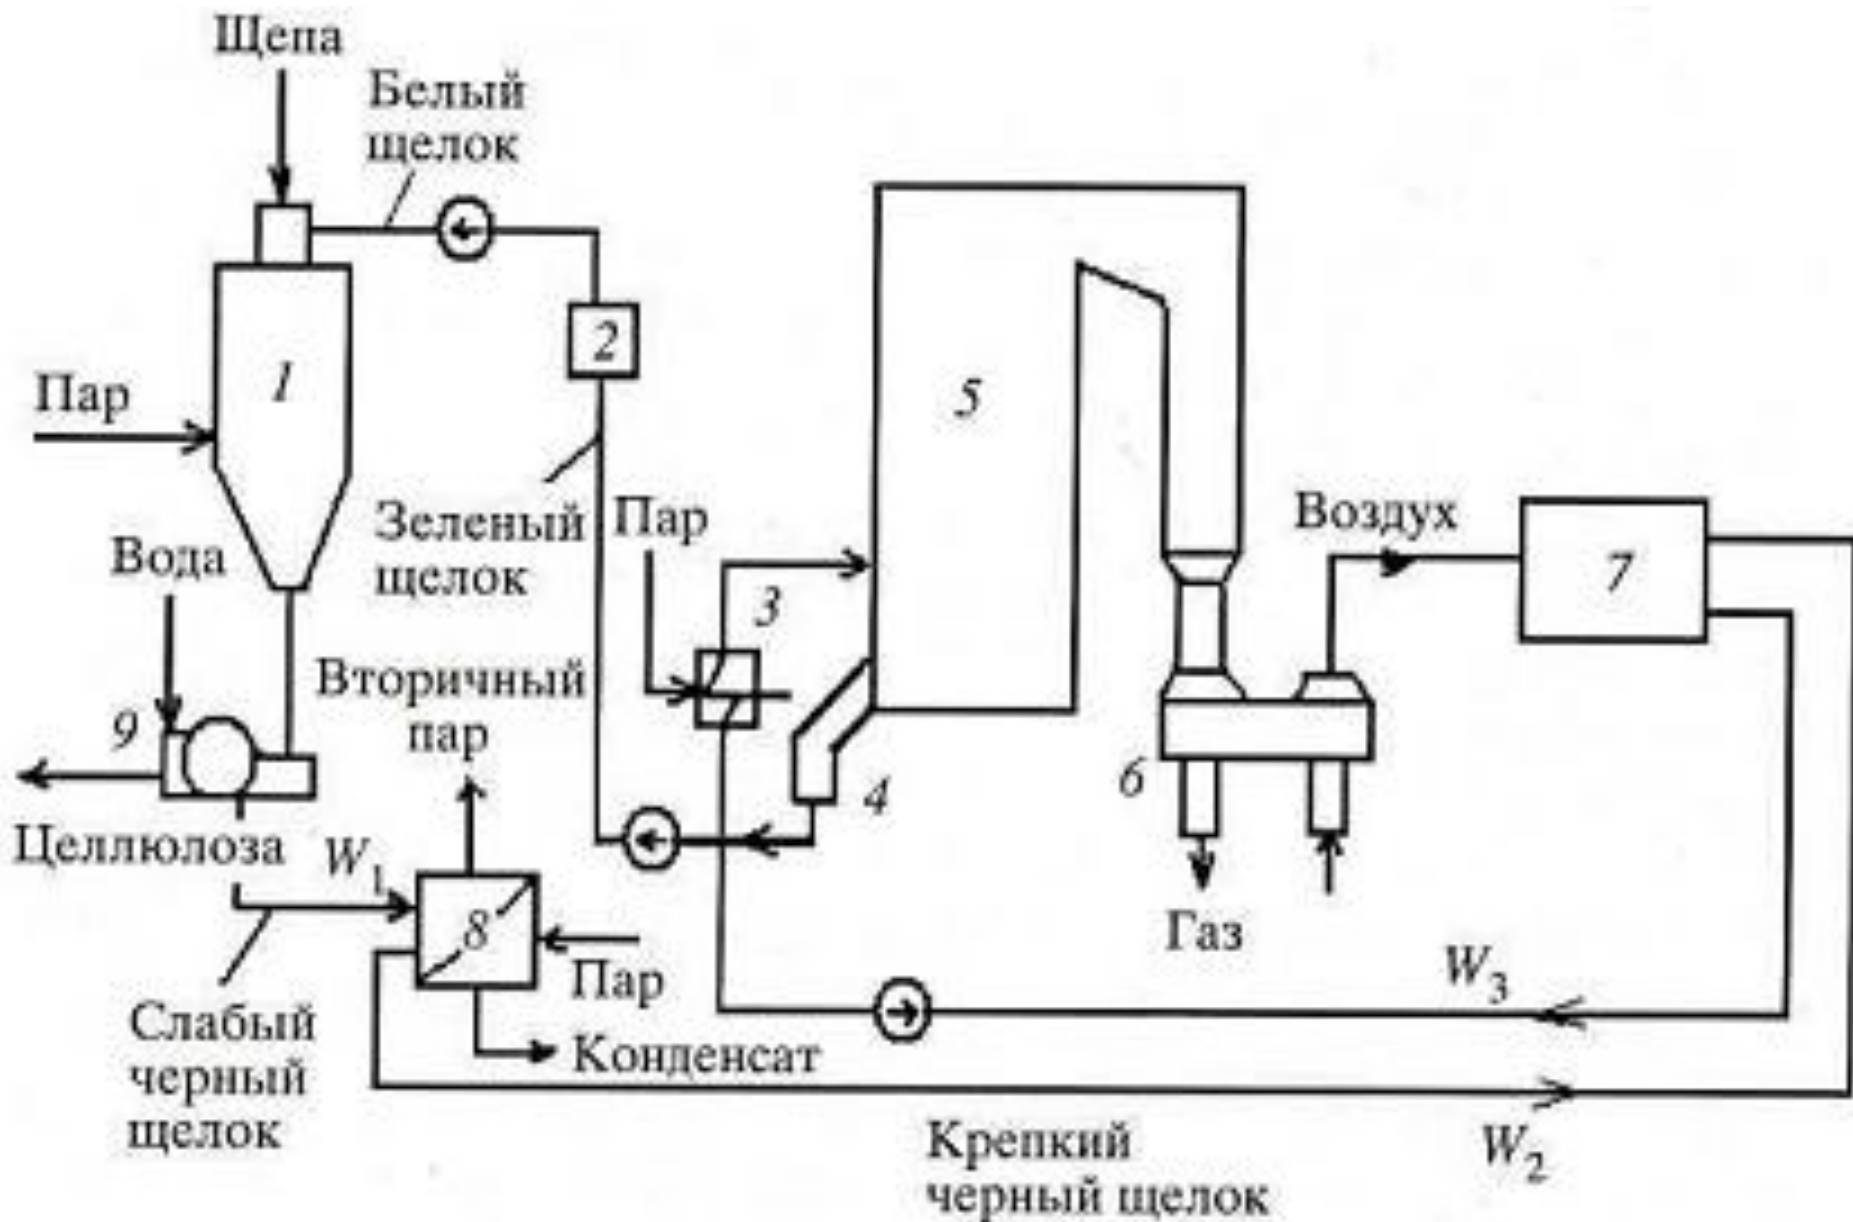 Щепа
Белый
щелок
1
2
5
Пар
Зеленый
щелок
Пар
Воздух
7
Вода
3
Вторичный
пар
9
4
6
Целлюлоза
W1
8
Газ
Пар
W3
Слабый
черный
щелок
Конденсат
Крепкий
черный щелок
W2